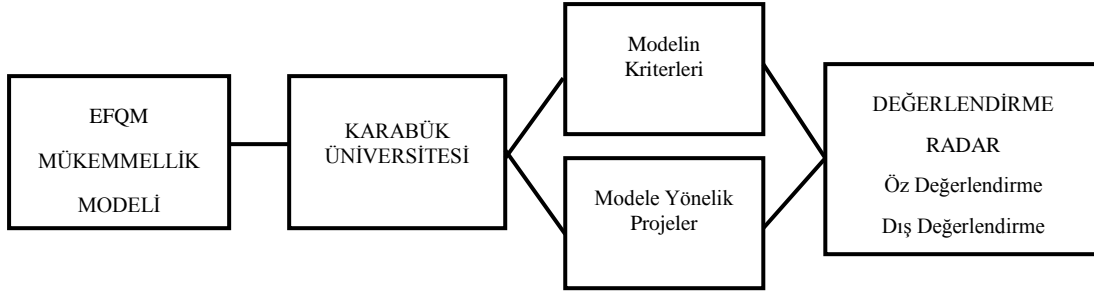 EFQM
MÜKEMMELLİK
MODELİ
KARABÜK
ÜNİVERSİTESİ
Modelin
Kriterleri
Modele Yönelik
Projeler
DEĞERLENDİRME
RADAR
Öz Değerlendirme
Dış Değerlendirme